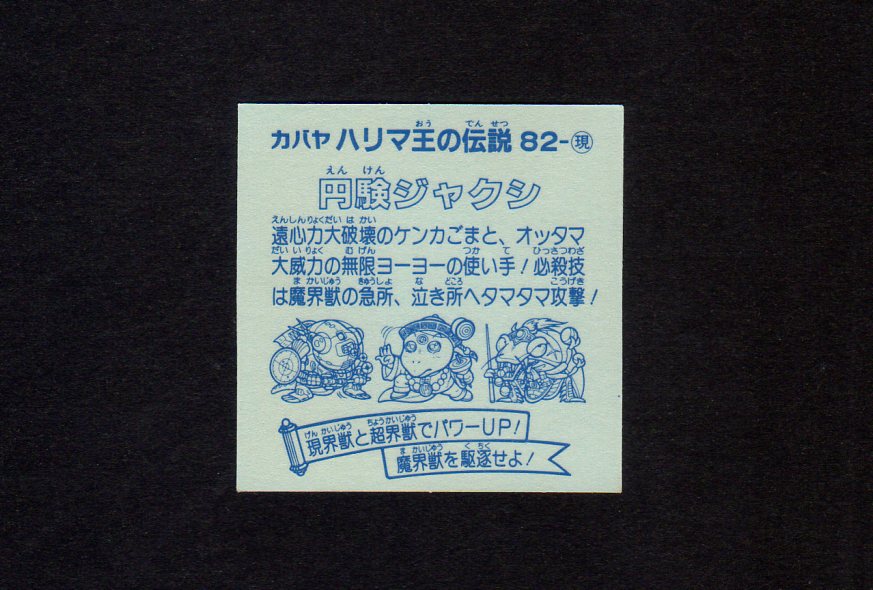 カバヤ ハリマ王の伝説 82-㊝
円験ジャクシ
遠心力大破壊のケンカごまと、オッタマ
大威力の無限ヨーヨーの使い手！必殺技
は魔界獣の急所、泣き所へタマタマ攻撃！
現界獣と超界獣でパワーUP！
魔界獣を駆逐せよ！